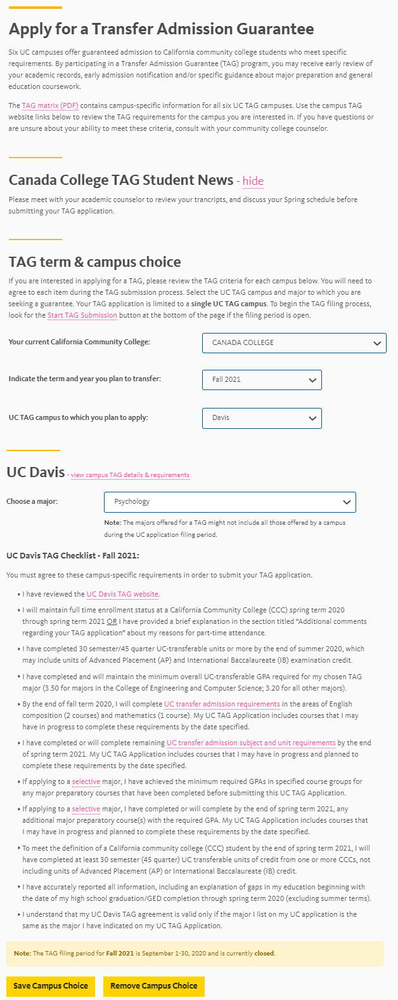 Apply for a Transfer Admission Guarantee
Six UC campuses offer guaranteed admission to California community college students who meet specific
requirements. By participating in a Transfer Admission Guarantee (TAG) program, you may receive early review of
your academic records, early admission notification and/or specific guidance about major preparation and general
education coursework.
The TAG matrix (PDF) contains campus-specific information for all six UC TAG campuses. Use the campus TAG
website links below to review the TAG requirements for the campus you are interested in. If you have questions or
are unsure about your ability to meet these criteria, consult with your community college counselor.
Canada College TAG Student News - hide
Please meet with your academic counselor to review your trancripts, and discuss your Spring schedule before
submitting your TAG application.
TAG term & campus choice
If you are interested in applying for a TAG, please review the TAG criteria for each campus below. You will need to
agree to each item during the TAG submission process. Select the UC TAG campus and major to which you are
seeking a guarantee. Your TAG application is limited to a single UC TAG campus. To begin the TAG filing process,
look for the Start TAG Submission button at the bottom of the page if the filing period is open.
Your current California Community College: CANADA COLLEGE
Indicate the term and year you plan to transfer: Fall 2021
UC TAG campus to which you plan to apply: Davis
UC Davis - view campus TAG details & requirements
Choose a major: Psychology
Note: The majors offered for a TAG might not include all those offered by a campus
during the UC application filing period.
UC Davis TAG Checklist - Fall 2021:
You must agree to these campus-specific requirements in order to submit your TAG application.
• I have reviewed the UC Davis TAG website.
• I will maintain full time enrollment status at a California Community College (CCC) spring term 2020
through spring term 2021 OR I have provided a brief explanation in the section titled “Additional comments
regarding your TAG application” about my reasons for part-time attendance.
• I have completed 30 semester/45 quarter UC-transferable units or more by the end of summer 2020, which
may include units of Advanced Placement (AP) and International Baccalaureate (IB) examination credit.
• I have completed and will maintain the minimum overall UC-transferable GPA required for my chosen TAG
major (3.50 for majors in the College of Engineering and Computer Science; 3.20 for all other majors).
• By the end of fall term 2020, I will complete UC transfer admission requirements in the areas of English
composition (2 courses) and mathematics (1 course). My UC TAG Application includes courses that I may
have in progress to complete these requirements by the date specified.
• I have completed or will complete remaining UC transfer admission subject and unit requirements by the end
of spring term 2021. My UC TAG Application includes courses that I may have in progress and planned to
complete these requirements by the date specified.
• If applying to a selective major, I have achieved the minimum required GPAs in specified course groups for
any major preparatory courses that have been completed before submitting this UC TAG Application.
• If applying to a selective major, I have completed or will complete by the end of spring term 2021, any
additional major preparatory course(s) with the required GPA. My UC TAG Application includes courses that
I may have in progress and planned to complete these requirements by the date specified.
• To meet the definition of a California community college (CCC) student by the end of spring term 2021, I will
have completed at least 30 semester (45 quarter) UC transferable units of credit from one or more CCCs, not
including units of Advanced Placement (AP) or International Baccalaureate (IB) credit.
• I have accurately reported all information, including an explanation of gaps in my education beginning with
the date of my high school graduation/GED completion through spring term 2020 (excluding summer terms).
• I understand that my UC Davis TAG agreement is valid only if the major I list on my UC application is the
same as the major I have indicated on my UC TAG Application.
Note: The TAG filing period for Fall 2021 is September 1-30, 2020 and is currently closed.
Save Campus Choice Remove Campus Choice